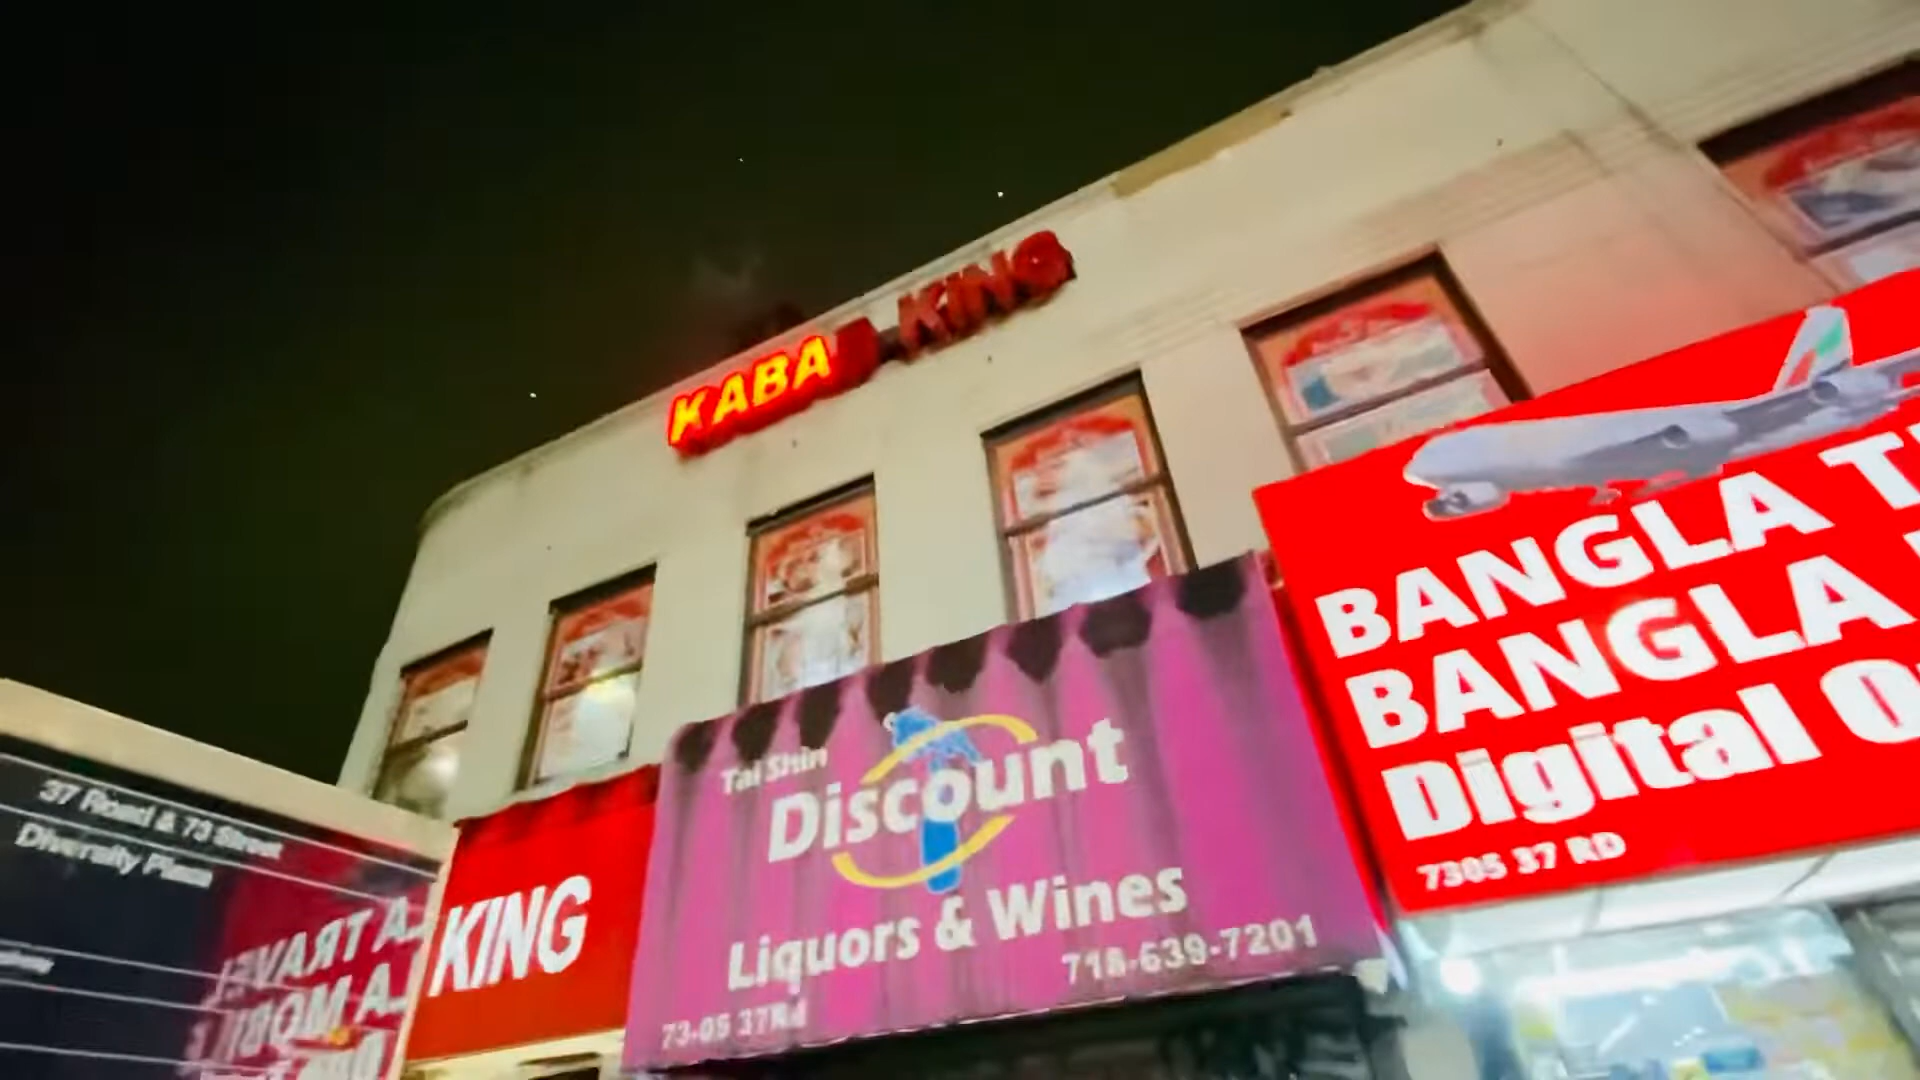 KABAB KING
BANGLA
BANGLA
Digital
7305 37 RD
Tai Shin
Discount
Liquors & Wines
718-639-7201
73-05 37Rd
KING
37 Road & 73 Street
Diversity Plaza